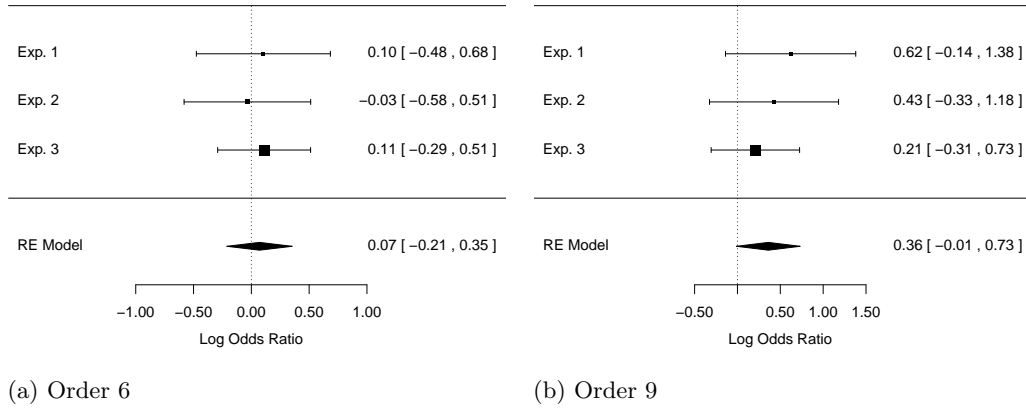 Exp. 1 0.10 [ −0.48 , 0.68 ]
Exp. 2 −0.03 [ −0.58 , 0.51 ]
Exp. 3 0.11 [ −0.29 , 0.51 ]
RE Model 0.07 [ −0.21 , 0.35 ]
−1.00 −0.50 0.00 0.50 1.00
Log Odds Ratio
(a) Order 6
Exp. 1 0.62 [ −0.14 , 1.38 ]
Exp. 2 0.43 [ −0.33 , 1.18 ]
Exp. 3 0.21 [ −0.31 , 0.73 ]
RE Model 0.36 [ −0.01 , 0.73 ]
−0.50 0.50 1.00 1.50
Log Odds Ratio
(b) Order 9